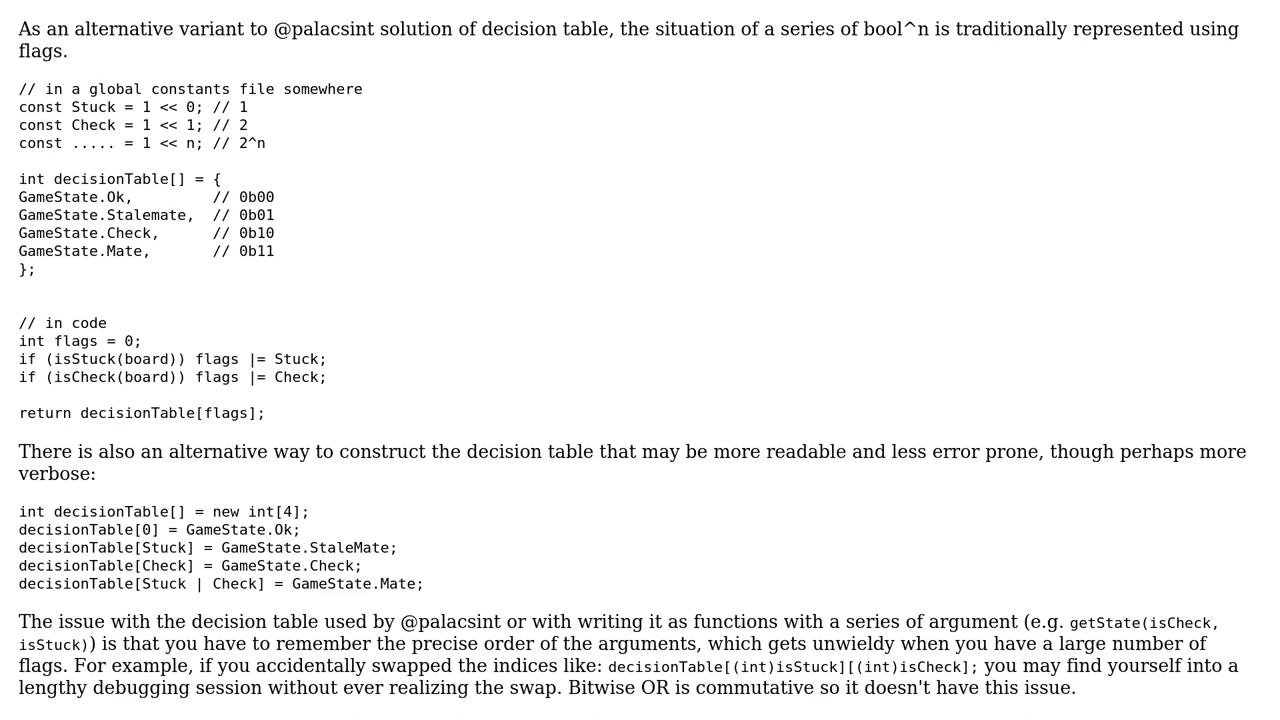 As an alternative variant to @palacsint solution of decision table, the situation of a series of bool^n is traditionally represented using
flags.
// in a global constants file somewhere
const Stuck = 1 << 0; // 1
const Check = 1 << 1; // 2
const ..... = 1 << n; // 2^n
int decisionTable[] = {
GameState.Ok,         // 0b00
GameState.Stalemate,  // 0b01
GameState.Check,      // 0b10
GameState.Mate,       // 0b11
};
// in code
int flags = 0;
if (isStuck(board)) flags |= Stuck;
if (isCheck(board)) flags |= Check;
return decisionTable[flags];
There is also an alternative way to construct the decision table that may be more readable and less error prone, though perhaps more
verbose:
int decisionTable[] = new int[4];
decisionTable[0] = GameState.Ok;
decisionTable[Stuck] = GameState.StaleMate;
decisionTable[Check] = GameState.Check;
decisionTable[Stuck | Check] = GameState.Mate;
The issue with the decision table used by @palacsint or with writing it as functions with a series of argument (e.g. getState(isCheck,
isStuck)) is that you have to remember the precise order of the arguments, which gets unwieldy when you have a large number of
flags. For example, if you accidentally swapped the indices like: decisionTable[(int)isStuck][(int)isCheck]; you may find yourself into a
lengthy debugging session without ever realizing the swap. Bitwise OR is commutative so it doesn't have this issue.